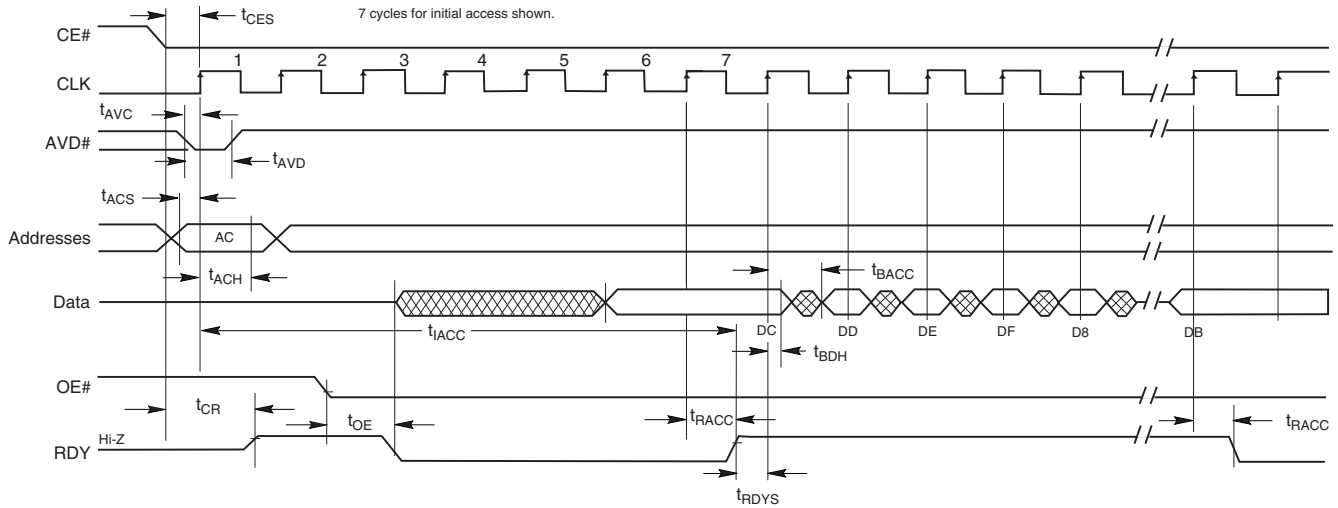 7 cycles for initial access shown.
tCES
CE#
1 2 3 4 5 6 7
CLK
tAVC
AVD#
tAVD
tACS
Addresses
AC
tACH
tBACC
Data
tIACC
DC DD DE DF D8 DB
tBDH
OE#
tCR
tOE
tRACC
tRACC
Hi-Z
RDY
tRDYS